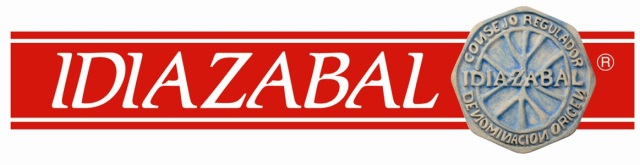 IDIAZABAL
CONSEJO REGULADOR
IDIAZABAL
DENOMINACION ORIGEN
®